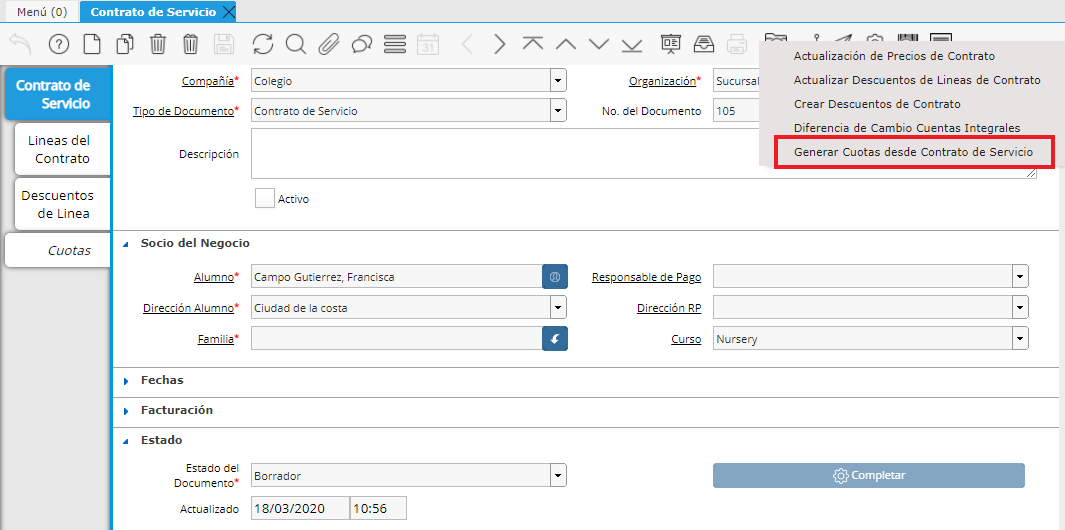 Menú (0)
Contrato de Servicio
31
Actualización de Precios de Contrato
Actualizar Descuentos de Lineas de Contrato
Crear Descuentos de Contrato
Diferencia de Cambio Cuentas Integrales
Generar Cuotas desde Contrato de Servicio
Contrato de
Servicio
Lineas del
Contrato
Descuentos
de Linea
Cuotas
Compañía* Colegio Organización* Sucursal
Tipo de Documento* Contrato de Servicio No. del Documento 105
Descripción
Activo
Socio del Negocio
Alumno* Campo Gutierrez, Francisca Responsable de Pago
Dirección Alumno* Ciudad de la costa Dirección RP
Familia* Curso Nursery
Fechas
Facturación
Estado
Estado del
Documento* Borrador Completar
Actualizado 18/03/2020 10:56